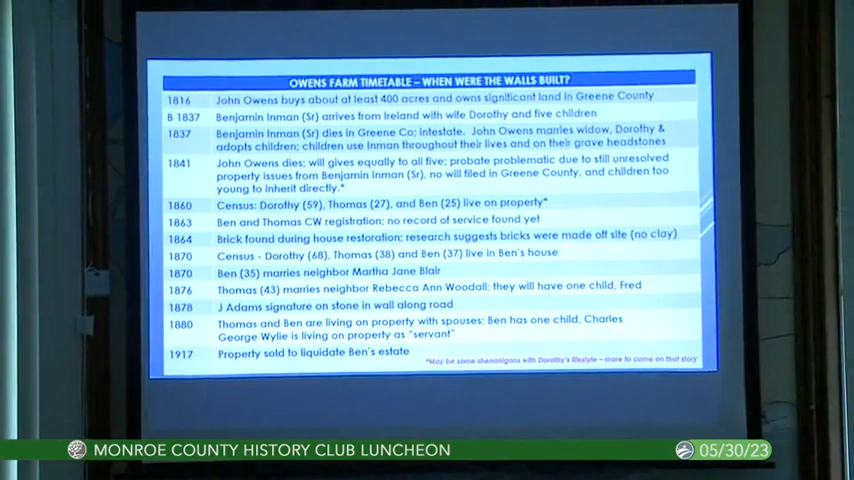 OWENS FARM TIMETABLE – WHEN WERE THE WALLS BUILT?
1816 John Owens buys about at least 400 acres and owns significant land in Greene County
B 1837 Benjamin Inman (Sr) arrives from Ireland with wife Dorothy and five children
1837 Benjamin Inman (Sr) dies in Greene Co; intestate. John Owens marries widow, Dorothy &
adopts children; children use Inman throughout their lives and on their grave headstones
1841 John Owens dies; will gives equally to all five; probate problematic due to still unresolved
property issues from Benjamin Inman (Sr), no will filed in Greene County, and children too
young to inherit directly.*
1860 Census: Dorothy (59), Thomas (27), and Ben (25) live on property*
1863 Ben and Thomas CW registration; no record of service found yet
1864 Brick found during house restoration; research suggests bricks were made off site (no clay)
1870 Census - Dorothy (68), Thomas (38) and Ben (37) live in Ben's house
1870 Ben (35) marries neighbor Martha Jane Blair
1876 Thomas (43) marries neighbor Rebecca Ann Woodall; they will have one child, Fred
1878 J Adams signature on stone in wall along road
1880 Thomas and Ben are living on property with spouses; Ben has one child, Charles
George Wylie is living on property as "servant"
1917 Property sold to liquidate Ben's estate
*May be some shenanigans with Dorothy's lifestyle – more to come on that story
MONROE COUNTY HISTORY CLUB LUNCHEON
05/30/23